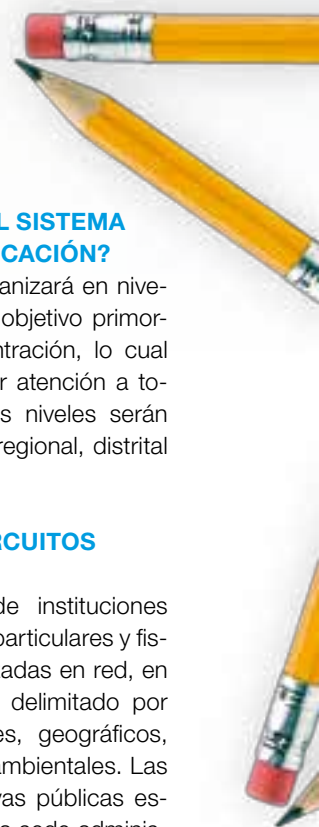 L SISTEMA
CACIÓN?
anizará en nive-
objetivo primor-
ntración, lo cual
r atención a to-
s niveles serán
regional, distrital
RCUITOS
de instituciones
particulares y fis-
adas en red, en
delimitado por
es, geográficos,
ambientales. Las
vas públicas es-